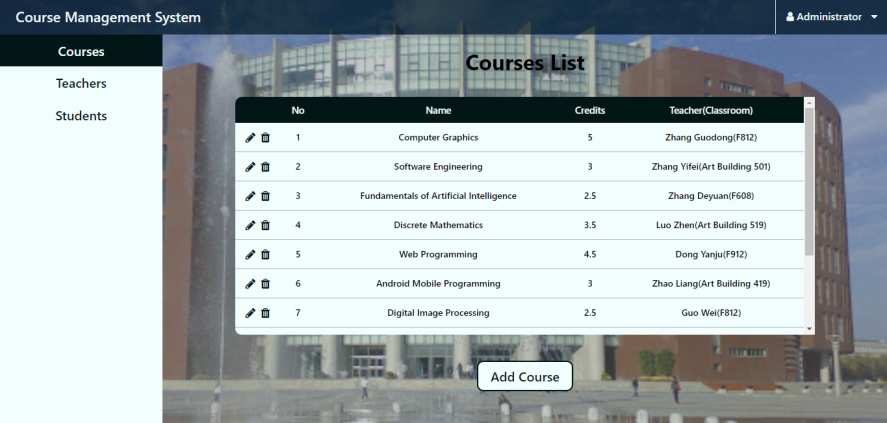 Course Management System
Administrator
Courses
Teachers
Students
Courses List
No Name Credits Teacher(Classroom)
1 Computer Graphics 5 Zhang Guodong(F812)
2 Software Engineering 3 Zhang Yifei(Art Building 501)
3 Fundamentals of Artificial Intelligence 2.5 Zhang Deyuan(F608)
4 Discrete Mathematics 3.5 Luo Zhen(Art Building 519)
5 Web Programming 4.5 Dong Yanju(F912)
6 Android Mobile Programming 3 Zhao Liang(Art Building 419)
7 Digital Image Processing 2.5 Guo Wei(F812)
Add Course